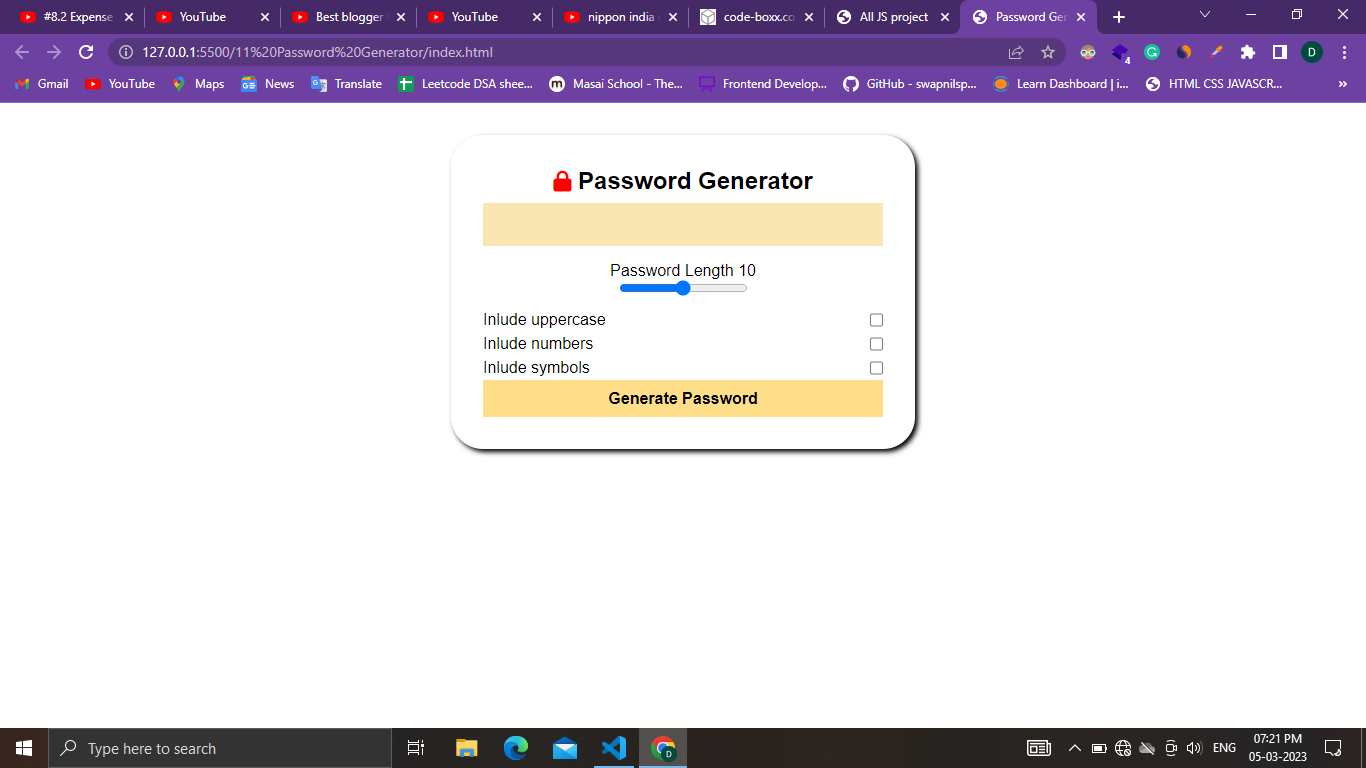 #8.2 Expense
YouTube
Best blogger
YouTube
nippon india
code-boxx.co
All JS project
Password Ger
127.0.0.1:5500/11%20Password%20Generator/index.html
4
D
Gmail
YouTube
Maps
News
Translate
Leetcode DSA shee...
Masai School - The...
Frontend Develop...
GitHub - swapnilsp...
Learn Dashboard | i...
HTML CSS JAVASCR...
»
Password Generator
Password Length 10
Inlude uppercase
Inlude numbers
Inlude symbols
Generate Password
Type here to search
D
ENG
07:21 PM
05-03-2023